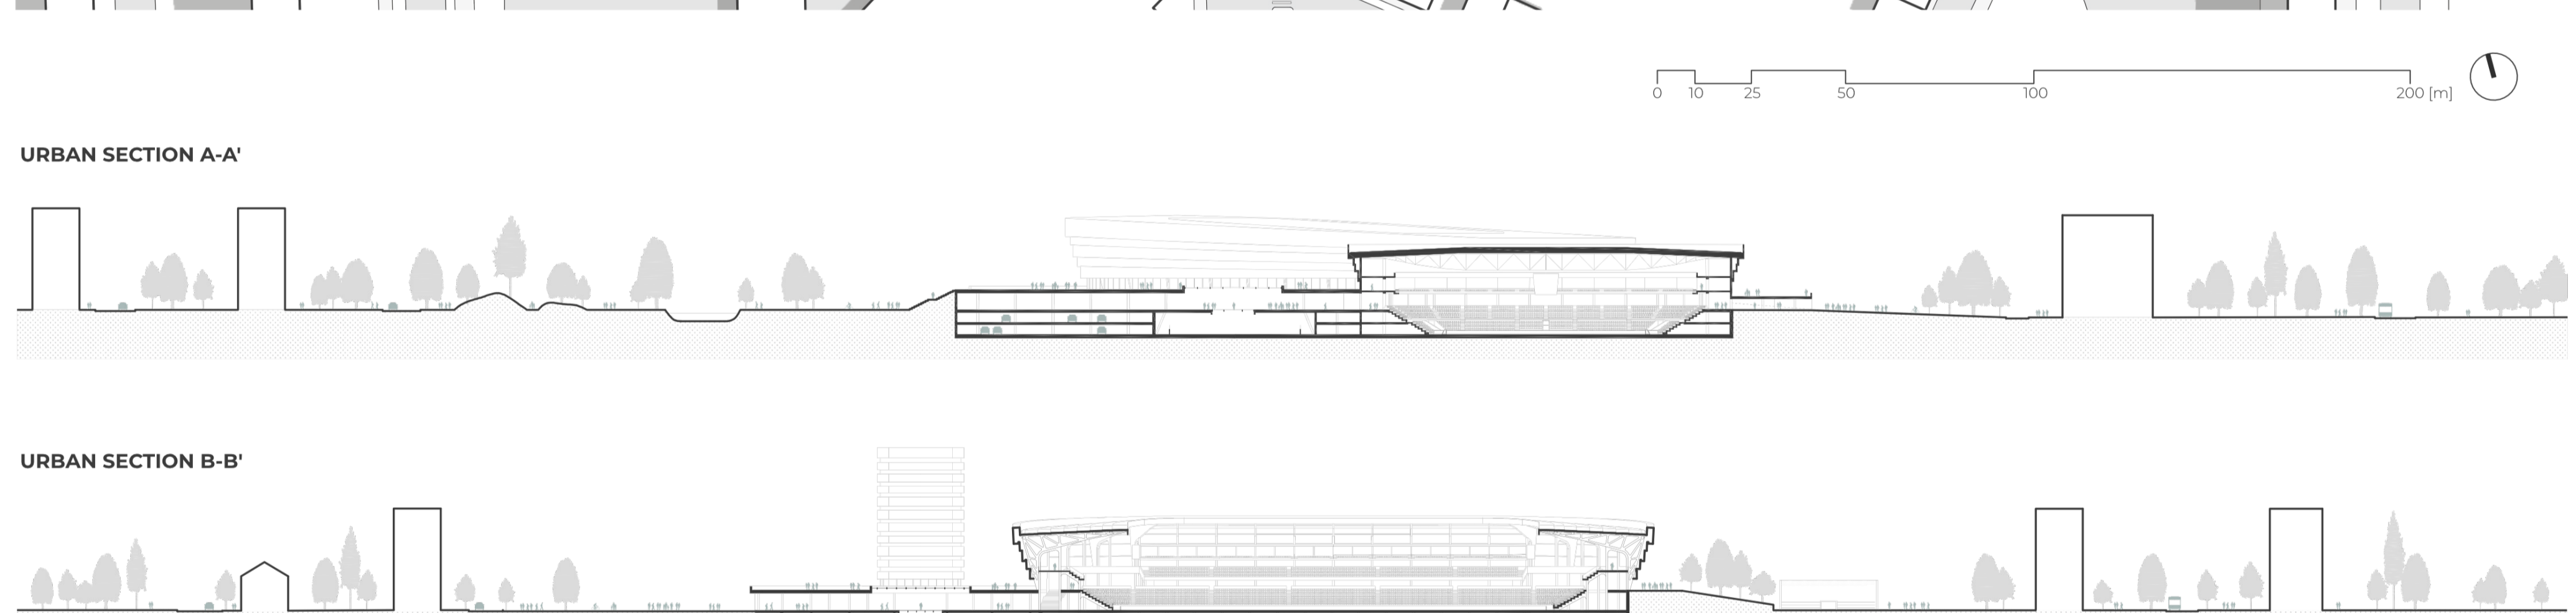 0 10 25 50 100 200 [m]
URBAN SECTION A-A'
URBAN SECTION B-B'